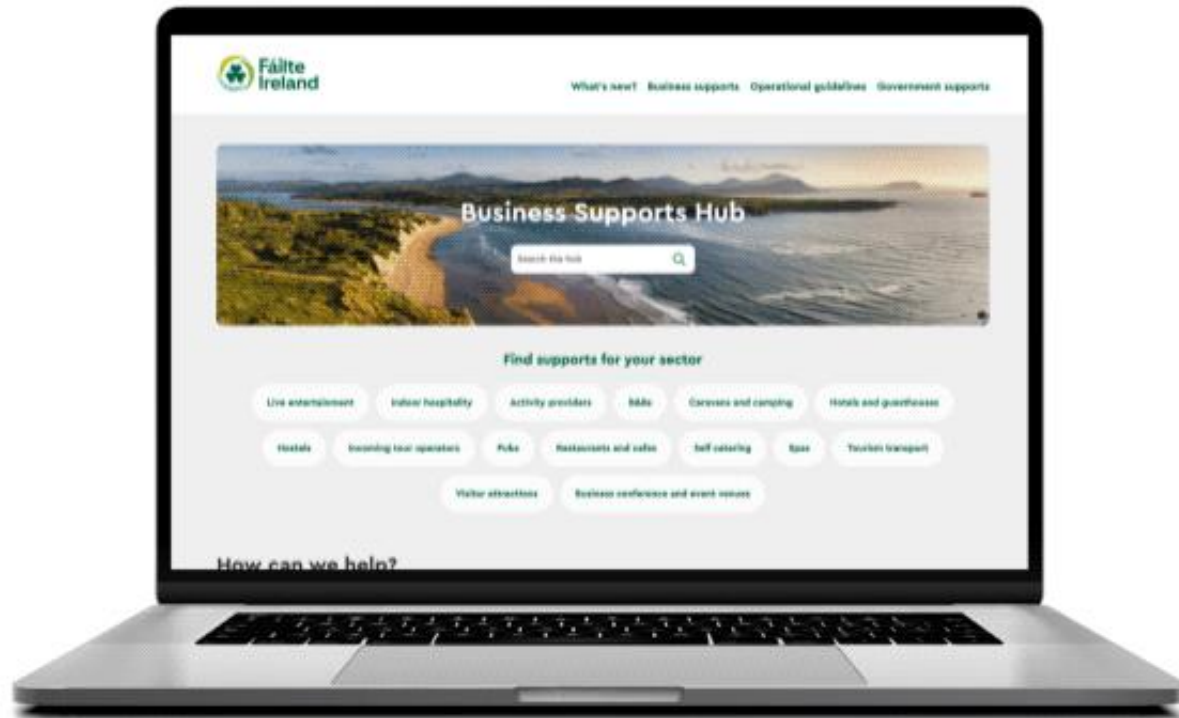 Fáilte
Ireland
What's new? Business supports Operational guidelines Government supports
Business Supports Hub
Search the hub
Find supports for your sector
Live entertainment Indoor hospitality Activity providers B&Bs Caravans and camping Hotels and guesthouses
Hostels Incoming tour operators Pubs Restaurants and cafes Self catering Spas Tourism transport
Visitor attractions Business conference and event venues
How can we help?